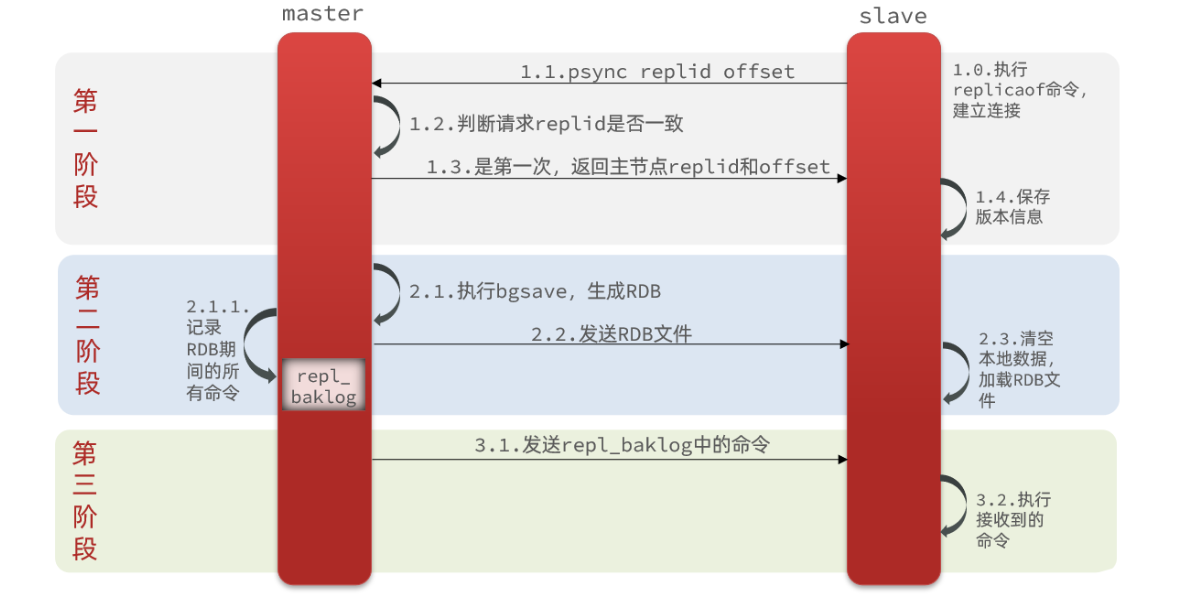 master
slave
第一阶段
1.1.psync replid offset
1.0.执行
replicaof命令，
建立连接
1.2.判断请求replid是否一致
1.3.是第一次，返回主节点replid和offset
1.4.保存
版本信息
第二阶段
2.1.执行bgsave，生成RDB
2.1.1.
记录
RDB期
间的所
有命令
repl_
baklog
2.2.发送RDB文件
2.3.清空
本地数据，
加载RDB文
件
第三阶段
3.1.发送repl_baklog中的命令
3.2.执行
接收到的
命令